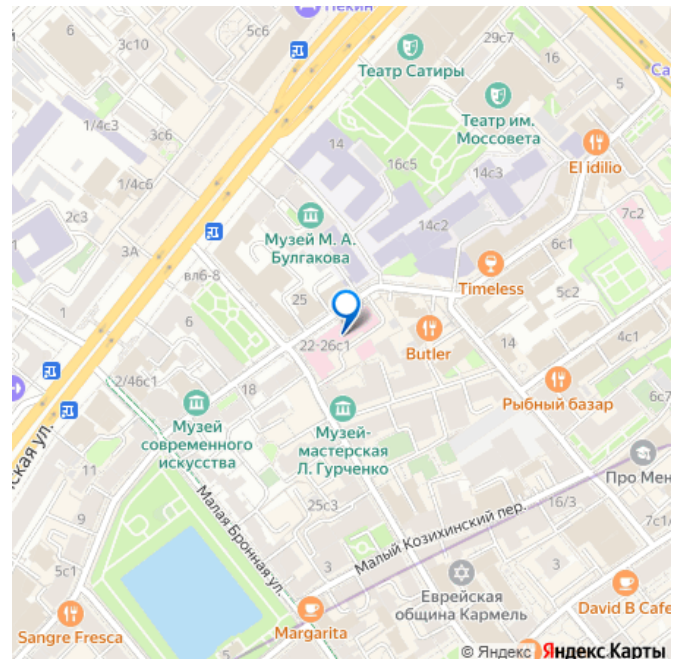 Пекин
6
3с10
5с6
29с7
Театр Сатиры
5
Са
1/4с3
3с6
14
Театр им.
Моссовета
16с5
El idilio
1/4с6
14с3
2с3
7с2
14с2
Музей М. А.
Булгакова
6с1
3А
вл6-8
Timeless
5с2
25
1
6
22-26с1
Butler
14
4с1
2/46с1
18
Рыбный базар
6с7
Музей
современного
искусства
Музей-
мастерская
Л. Гурченко
ская ул.
11
Про Мен
25с3
9
Малая Бронная ул.
Малый Козихинский пер.
16/3
7с1/
5с1
3
3
Еврейская
община Кармель
David B Cafe
Sangre Fresca
Margarita
5
© Яндекс Яндекс Карты